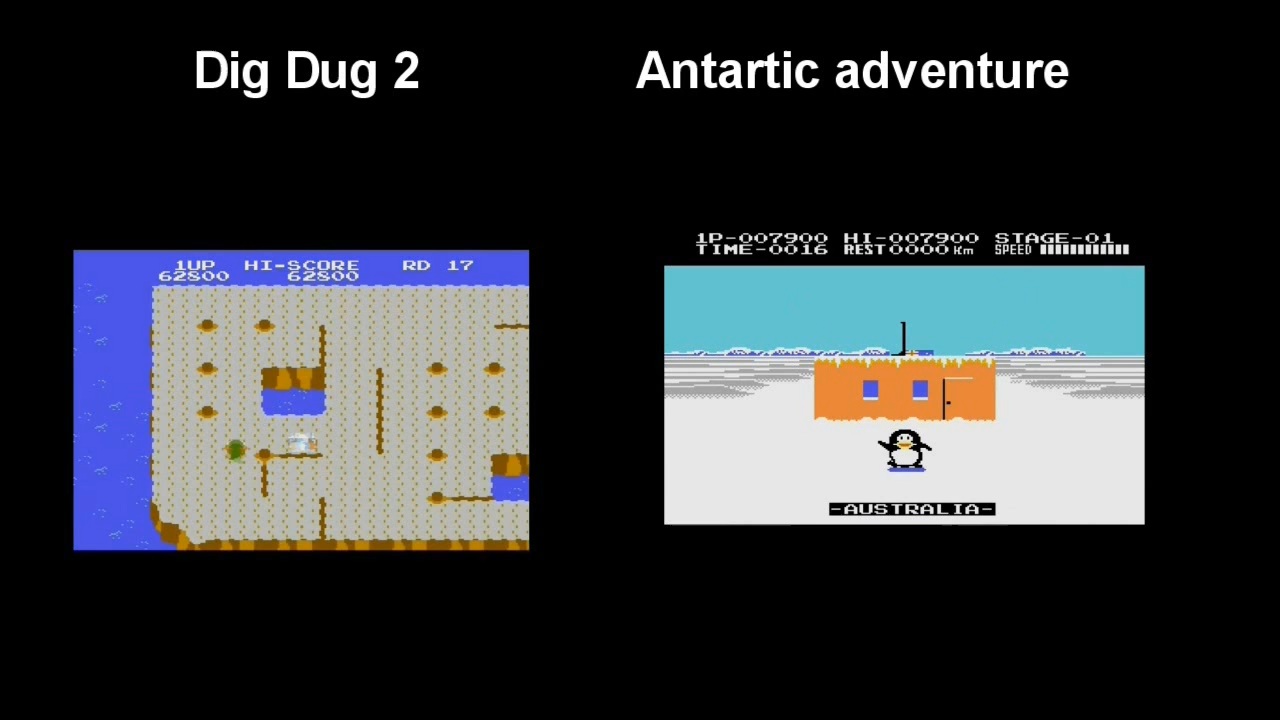 Dig Dug 2
Antartic adventure
1UP HI-SCORE RD 17
62800 62800
1P-007900 HI-007900 STAGE-01
TIME-0016 REST0000Km SPEED
-AUSTRALIA-